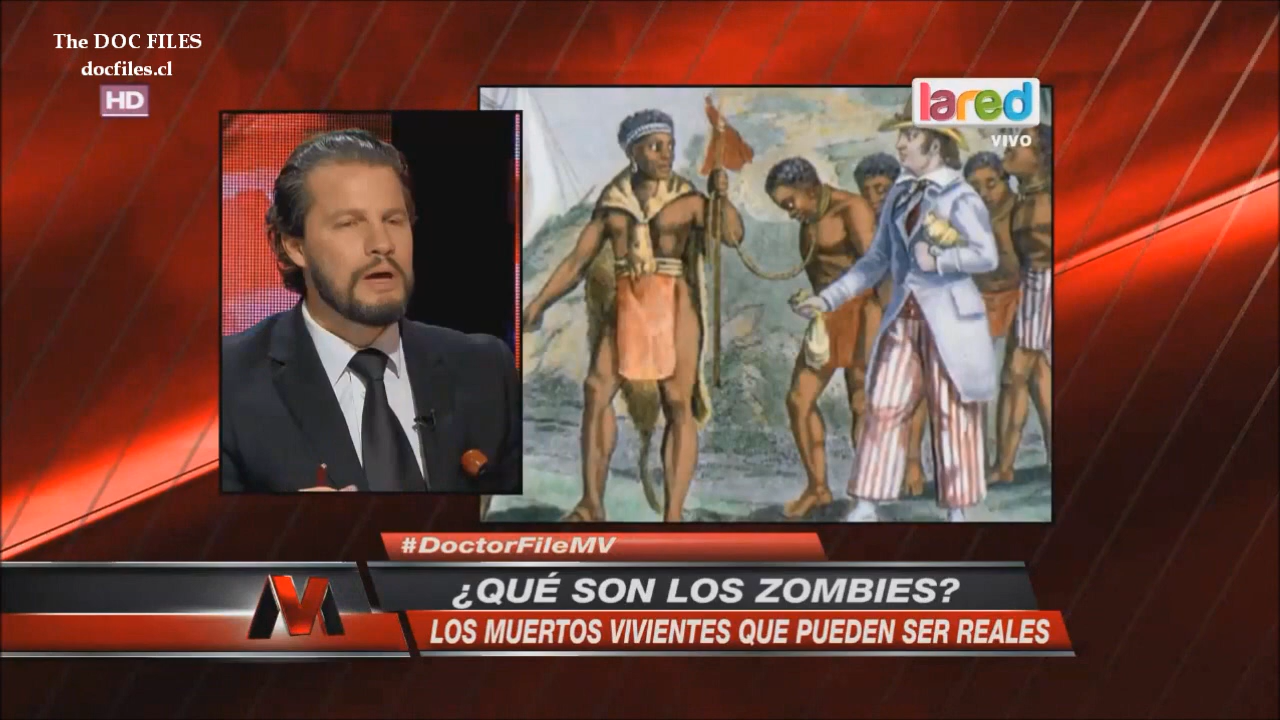 The DOC FILES
docfiles.cl
HD
lared
VIVO
#DoctorFileMV
¿QUÉ SON LOS ZOMBIES?
LOS MUERTOS VIVIENTES QUE PUEDEN SER REALES